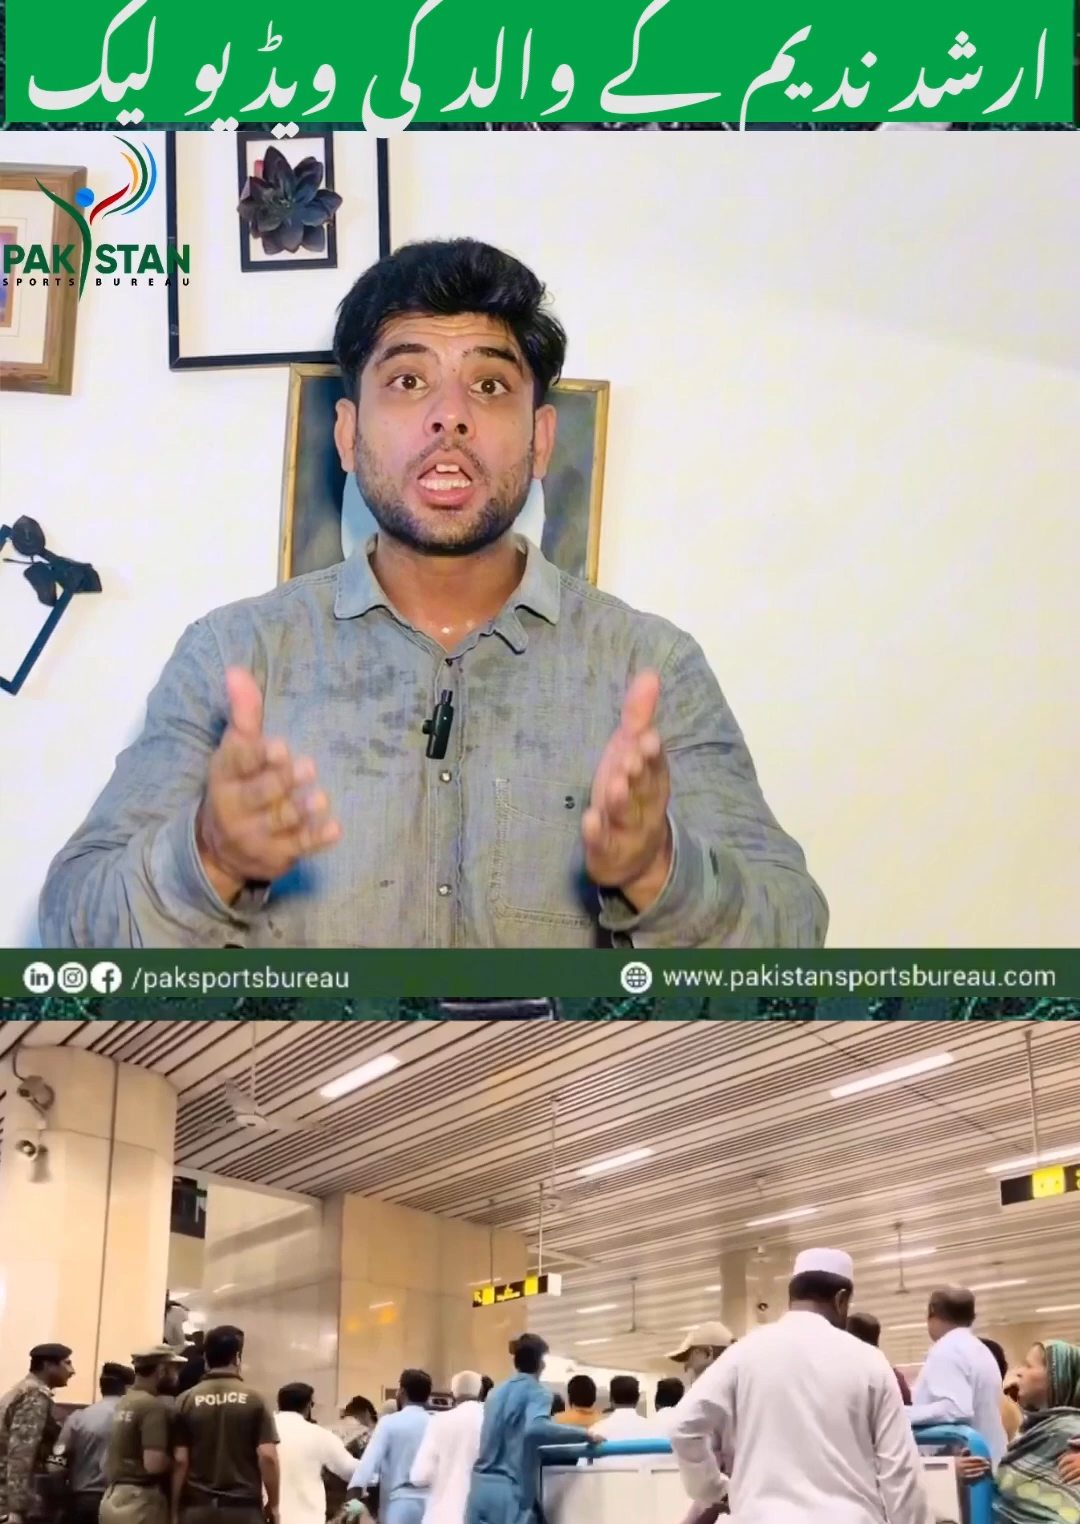 ارشد ندیم کے والد کی ویڈیو لیک
PAKISTAN
SPORTS BUREAU
/paksportsbureau
www.pakistansportsbureau.com
POLICE